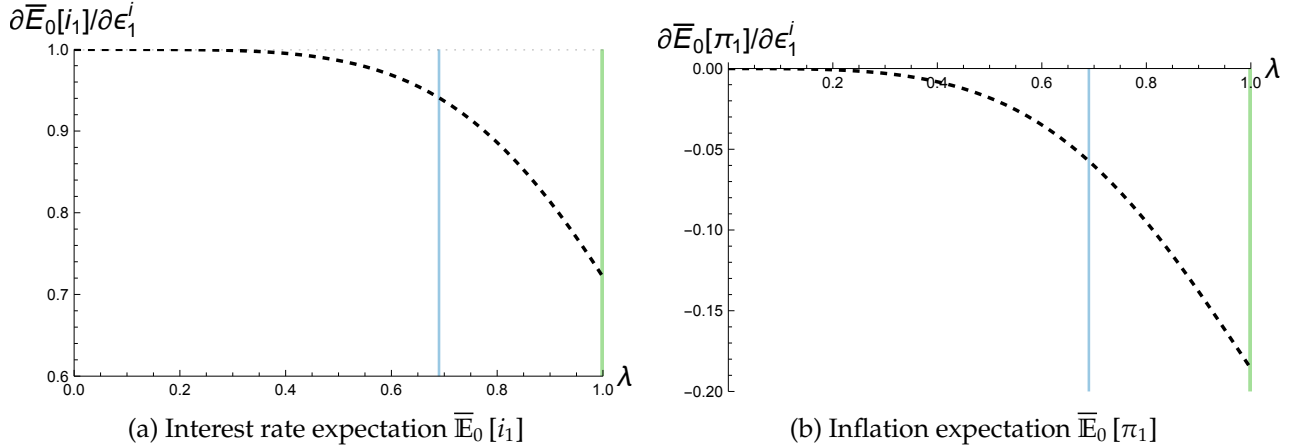 ∂E̅₀[i₁]/∂ϵ₁ⁱ
1.0
0.9
0.8
0.7
0.6
0.0 0.2 0.4 0.6 0.8 1.0 λ
(a) Interest rate expectation 𝔼̅₀ [i₁]
∂E̅₀[π₁]/∂ϵ₁ⁱ
0.00
0.2 0.4 0.6 0.8 1.0 λ
−0.05
−0.10
−0.15
−0.20
(b) Inflation expectation 𝔼̅₀ [π₁]